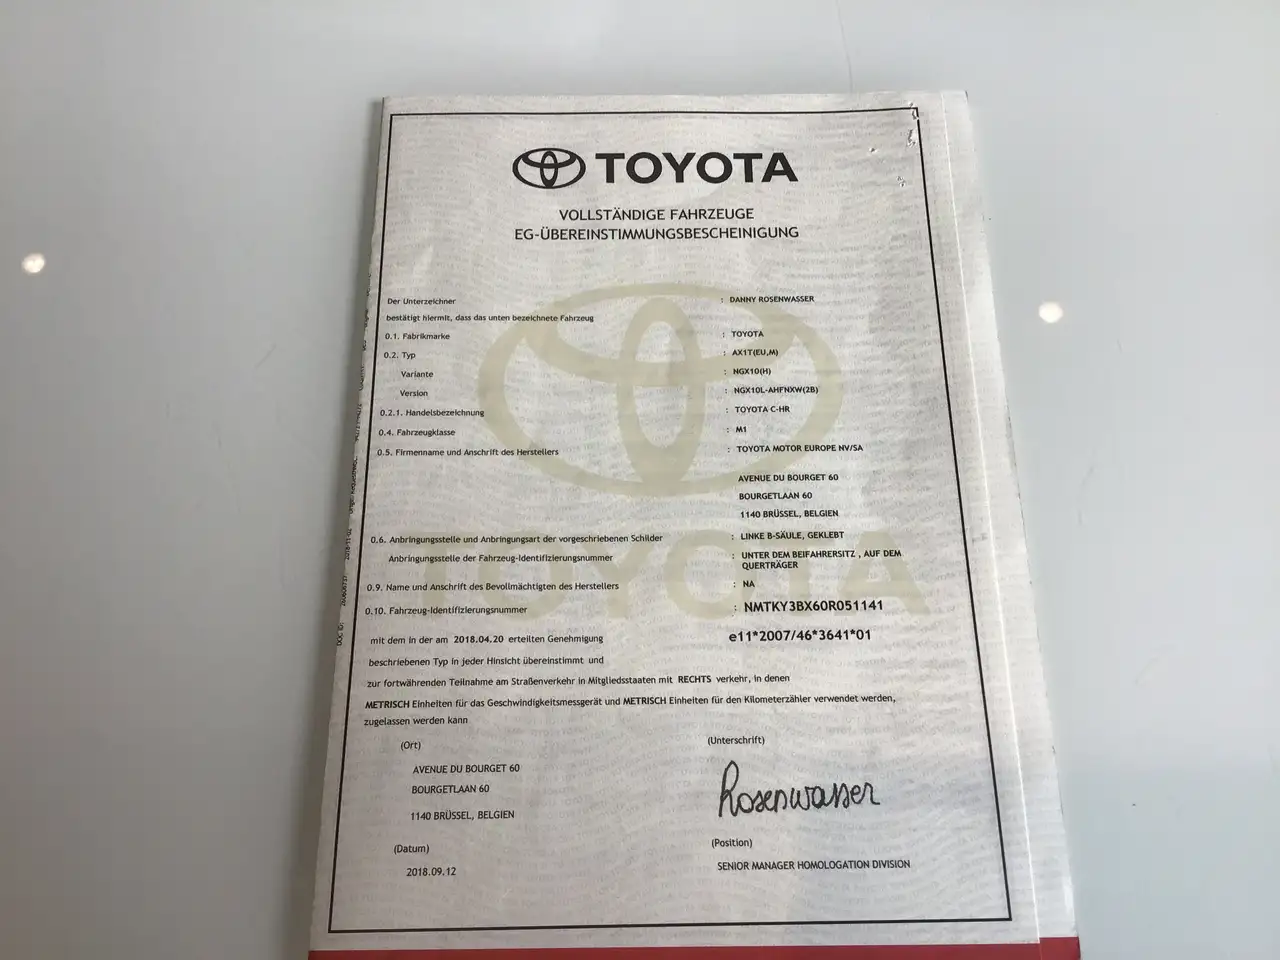 TOYOTA
VOLLSTÄNDIGE FAHRZEUGE
EG-ÜBEREINSTIMMUNGSBESCHEINIGUNG
Der Unterzeichner : DANNY ROSENWASSER
bestätigt hiermit, dass das unten bezeichnete Fahrzeug
0.1. Fabrikmarke : TOYOTA
0.2. Typ : AX1T(EU,M)
Variante : NGX10(H)
Version : NGX10L-AHFNXW(2B)
0.2.1. Handelsbezeichnung : TOYOTA C-HR
0.4. Fahrzeugklasse : M1
0.5. Firmenname und Anschrift des Herstellers : TOYOTA MOTOR EUROPE NV/SA
AVENUE DU BOURGET 60
BOURGETLAAN 60
1140 BRÜSSEL, BELGIEN
0.6. Anbringungsstelle und Anbringungsart der vorgeschriebenen Schilder : LINKE B-SÄULE, GEKLEBT
Anbringungsstelle der Fahrzeug-Identifizierungsnummer : UNTER DEM BEIFAHRERSITZ , AUF DEM
QUERTRÄGER
0.9. Name und Anschrift des Bevollmächtigten des Herstellers : NA
0.10. Fahrzeug-Identifizierungsnummer : NMTKY3BX60R051141
mit dem in der am 2018.04.20 erteilten Genehmigung e11*2007/46*3641*01
beschriebenen Typ in jeder Hinsicht übereinstimmt und
zur fortwährenden Teilnahme am Straßenverkehr in Mitgliedsstaaten mit RECHTS verkehr, in denen
METRISCH Einheiten für das Geschwindigkeitsmessgerät und METRISCH Einheiten für den Kilometerzähler verwendet werden,
zugelassen werden kann
(Ort) (Unterschrift)
AVENUE DU BOURGET 60
BOURGETLAAN 60
Rosenwasser
1140 BRÜSSEL, BELGIEN
(Datum) (Position)
2018.09.12 SENIOR MANAGER HOMOLOGATION DIVISION
TOYOTA